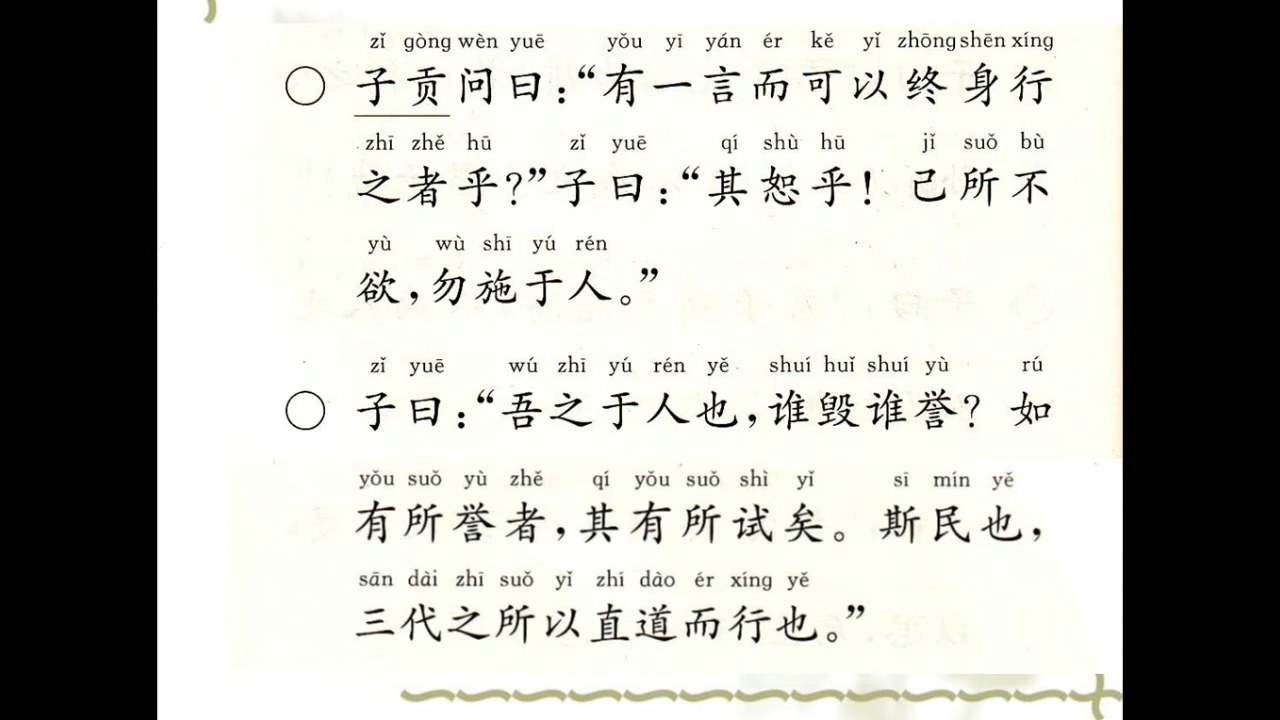 zǐ gòng wèn yuē yǒu yī yán ér kě yǐ zhōng shēn xíng
○ 子贡问曰：“有一言而可以终身行
zhī zhě hū zǐ yuē qí shù hū jǐ suǒ bù
之者乎？”子曰：“其恕乎！己所不
yù wù shī yú rén
欲，勿施于人。”
zǐ yuē wú zhī yú rén yě shuí huǐ shuí yù rú
○ 子曰：“吾之于人也，谁毁谁誉？如
yǒu suǒ yù zhě qí yǒu suǒ shì yǐ sī mín yě
有所誉者，其有所试矣。斯民也，
sān dài zhī suǒ yǐ zhí dào ér xíng yě
三代之所以直道而行也。”